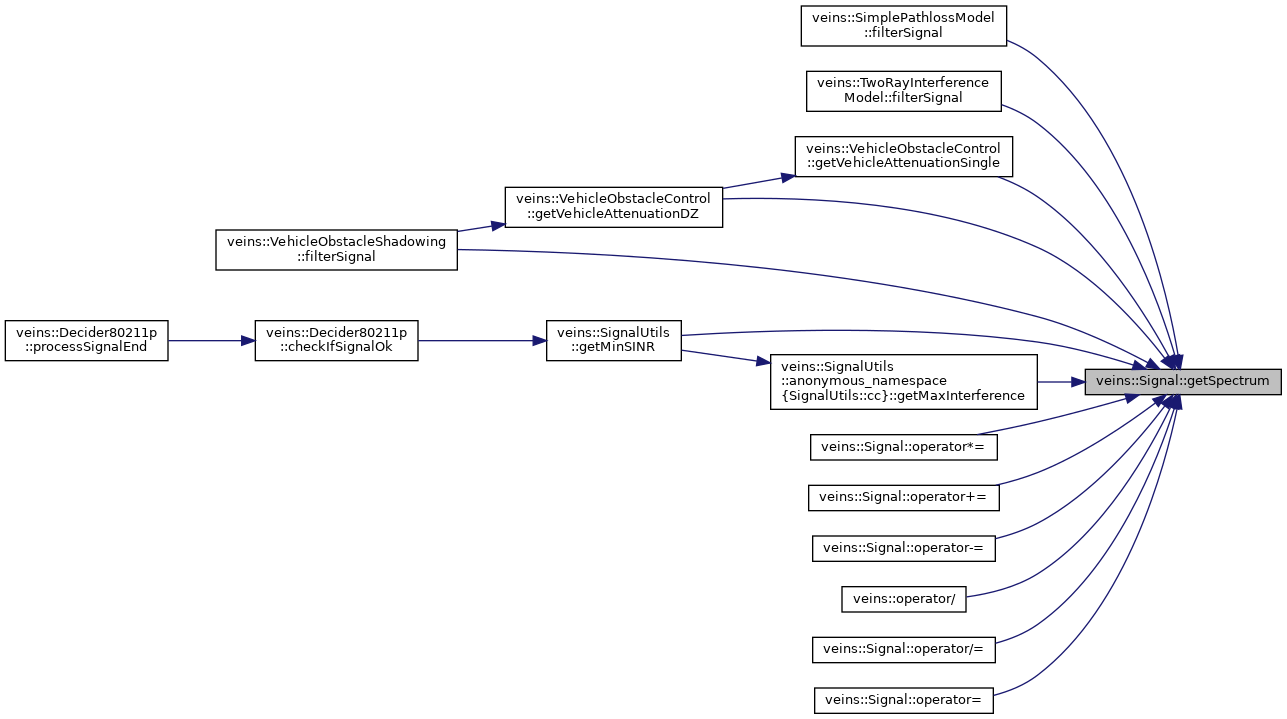 veins::SimplePathlossModel
::filterSignal
veins::TwoRayInterference
Model::filterSignal
veins::VehicleObstacleControl
::getVehicleAttenuationSingle
veins::VehicleObstacleControl
::getVehicleAttenuationDZ
veins::VehicleObstacleShadowing
::filterSignal
veins::Decider80211p
::processSignalEnd
veins::Decider80211p
::checkIfSignalOk
veins::SignalUtils
::getMinSINR
veins::SignalUtils
::anonymous_namespace
{SignalUtils::cc}::getMaxInterference
veins::Signal::getSpectrum
veins::Signal::operator*=
veins::Signal::operator+=
veins::Signal::operator-=
veins::operator/
veins::Signal::operator/=
veins::Signal::operator=